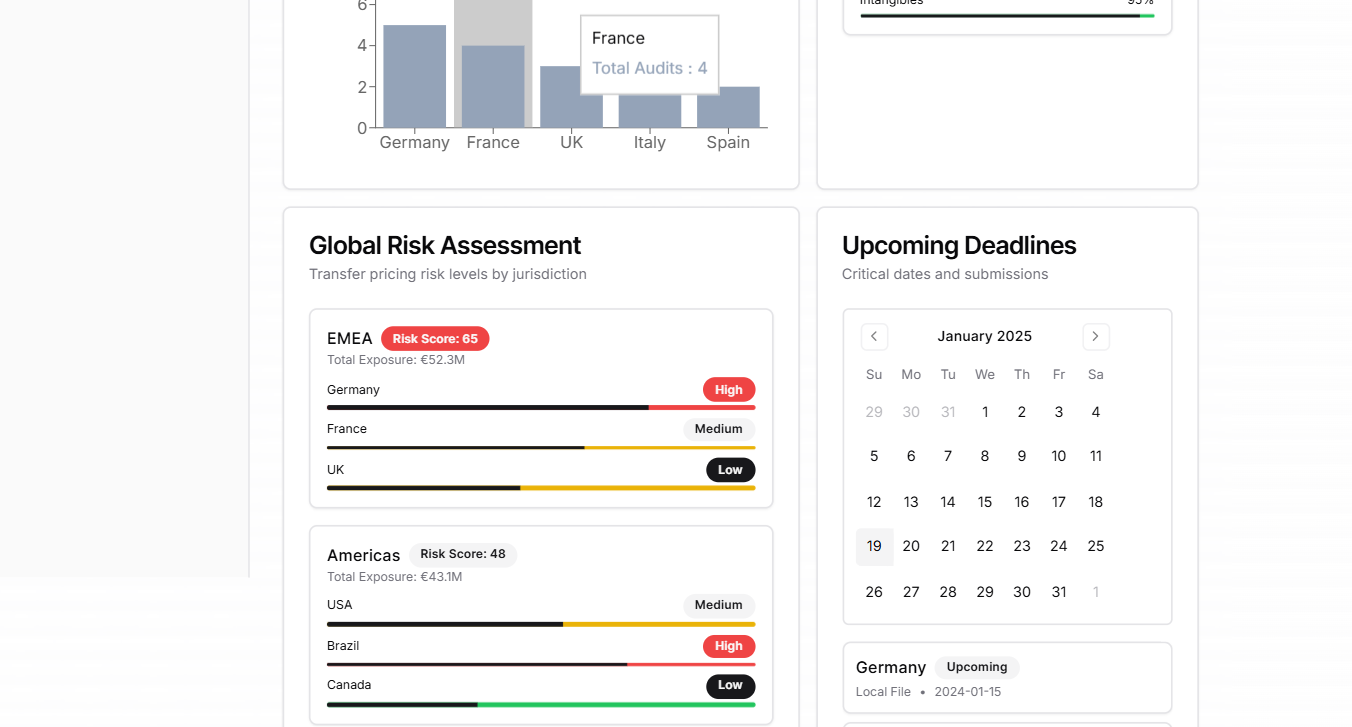 6
4
2
0
Germany
France
UK
Italy
Spain
France
Total Audits : 4
Intangibles
95%
Global Risk Assessment
Transfer pricing risk levels by jurisdiction
EMEA
Risk Score: 65
Total Exposure: €52.3M
Germany
High
France
Medium
UK
Low
Americas
Risk Score: 48
Total Exposure: €43.1M
USA
Medium
Brazil
High
Canada
Low
Upcoming Deadlines
Critical dates and submissions
January 2025
Su Mo Tu We Th Fr Sa
29 30 31 1 2 3 4
5 6 7 8 9 10 11
12 13 14 15 16 17 18
19 20 21 22 23 24 25
26 27 28 29 30 31 1
Germany
Upcoming
Local File • 2024-01-15